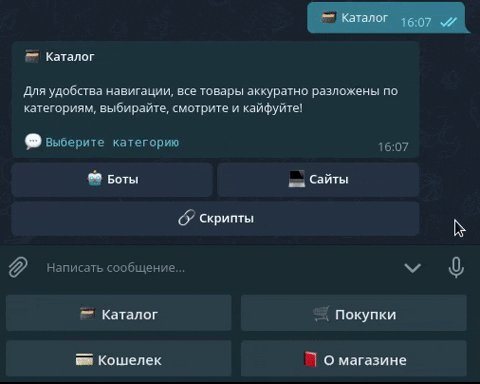 Каталог
16:07
Каталог
Для удобства навигации, все товары аккуратно разложены по
категориям, выбирайте, смотрите и кайфуйте!
Выберите категорию
16:07
Боты
Сайты
Скрипты
Написать сообщение...
Каталог
Покупки
Кошелек
О магазине